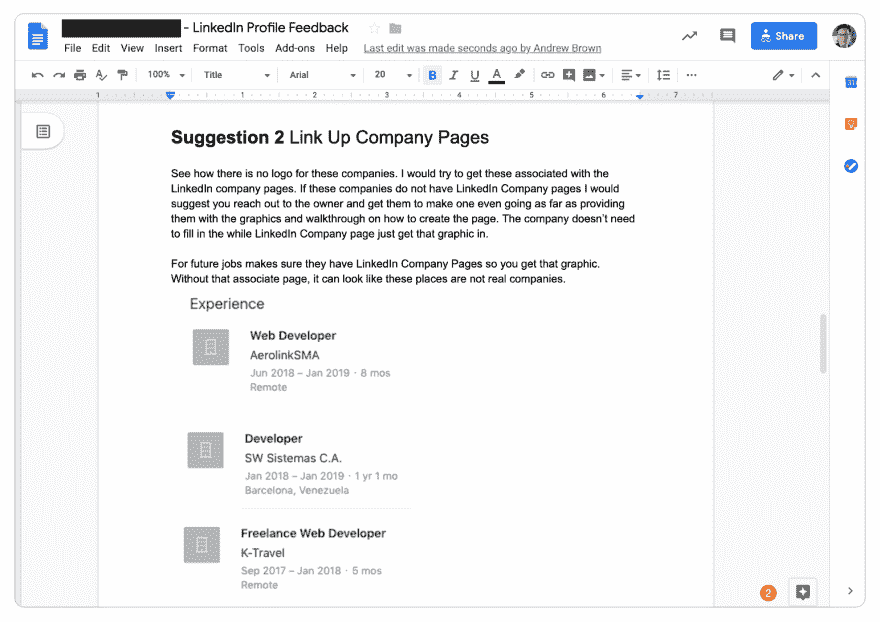 - LinkedIn Profile Feedback
File Edit View Insert Format Tools Add-ons Help Last edit was made seconds ago by Andrew Brown
Share
100% Title Arial 20 B I U A
1 1 2 3 4 5 6 7
31
Suggestion 2 Link Up Company Pages
See how there is no logo for these companies. I would try to get these associated with the
LinkedIn company pages. If these companies do not have LinkedIn Company pages I would
suggest you reach out to the owner and get them to make one even going as far as providing
them with the graphics and walkthrough on how to create the page. The company doesn't need
to fill in the while LinkedIn Company page just get that graphic in.
For future jobs makes sure they have LinkedIn Company Pages so you get that graphic.
Without that associate page, it can look like these places are not real companies.
Experience
Web Developer
AerolinkSMA
Jun 2018 – Jan 2019 · 8 mos
Remote
Developer
SW Sistemas C.A.
Jan 2018 – Jan 2019 · 1 yr 1 mo
Barcelona, Venezuela
Freelance Web Developer
K-Travel
Sep 2017 – Jan 2018 · 5 mos
Remote
2